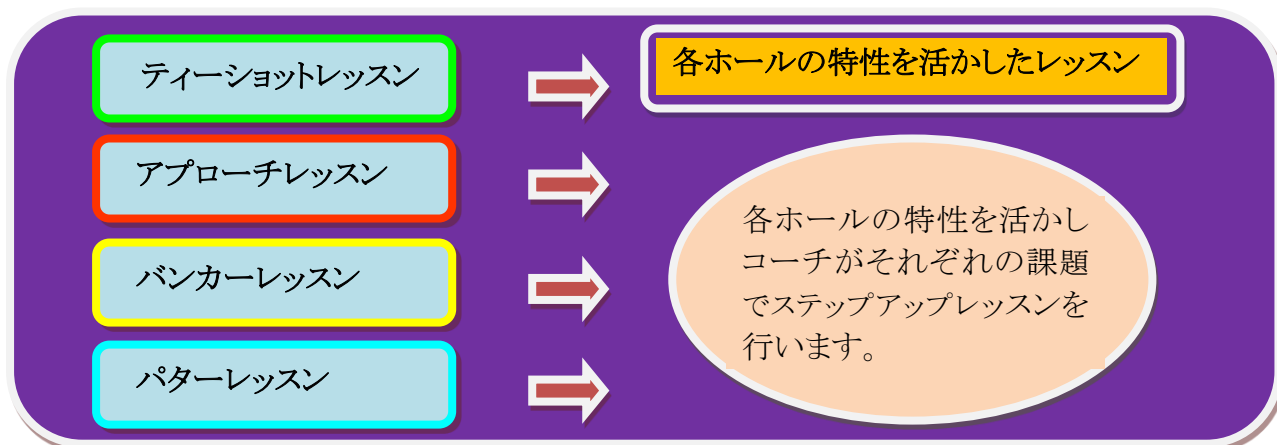 ティーショットレッスン
アプローチレッスン
バンカーレッスン
パターレッスン
各ホールの特性を活かしたレッスン
各ホールの特性を活かし
コーチがそれぞれの課題
でステップアップレッスンを
行います。